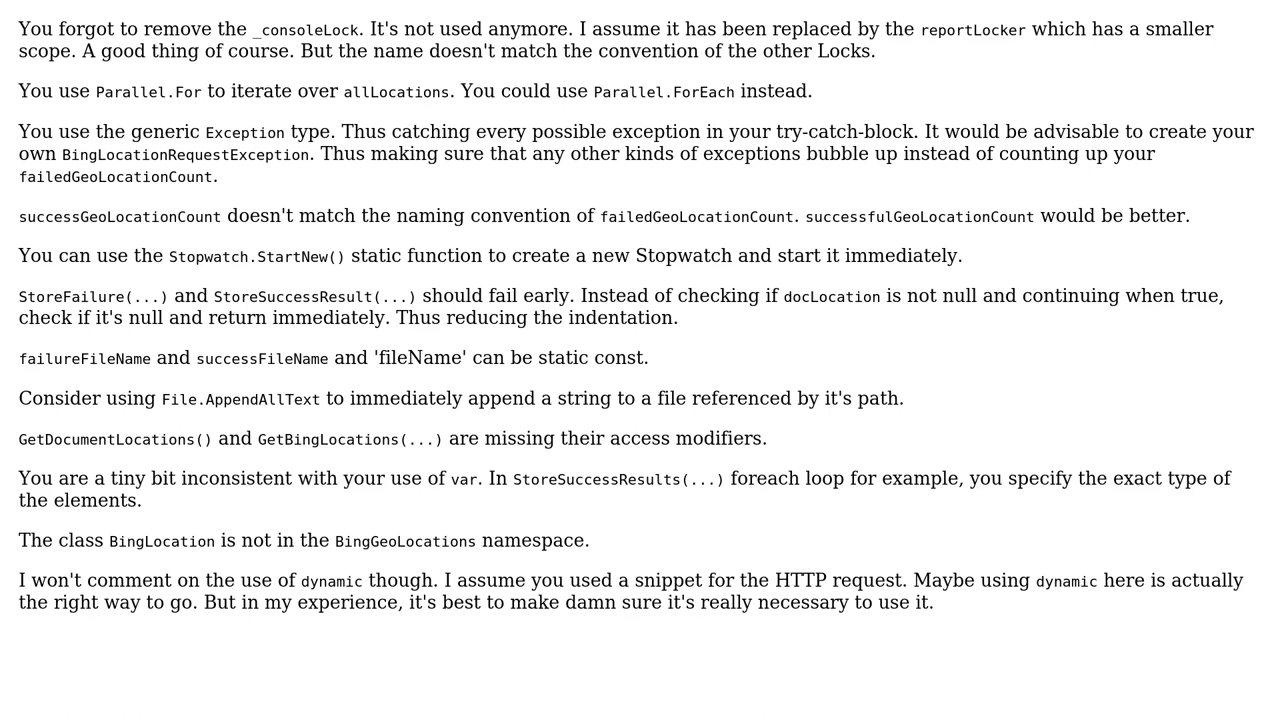 You forgot to remove the _consoleLock. It's not used anymore. I assume it has been replaced by the reportLocker which has a smaller
scope. A good thing of course. But the name doesn't match the convention of the other Locks.
You use Parallel.For to iterate over allLocations. You could use Parallel.ForEach instead.
You use the generic Exception type. Thus catching every possible exception in your try-catch-block. It would be advisable to create your
own BingLocationRequestException. Thus making sure that any other kinds of exceptions bubble up instead of counting up your
failedGeoLocationCount.
successGeoLocationCount doesn't match the naming convention of failedGeoLocationCount. successfulGeoLocationCount would be better.
You can use the Stopwatch.StartNew() static function to create a new Stopwatch and start it immediately.
StoreFailure(...) and StoreSuccessResult(...) should fail early. Instead of checking if docLocation is not null and continuing when true,
check if it's null and return immediately. Thus reducing the indentation.
failureFileName and successFileName and 'fileName' can be static const.
Consider using File.AppendAllText to immediately append a string to a file referenced by it's path.
GetDocumentLocations() and GetBingLocations(...) are missing their access modifiers.
You are a tiny bit inconsistent with your use of var. In StoreSuccessResults(...) foreach loop for example, you specify the exact type of
the elements.
The class BingLocation is not in the BingGeoLocations namespace.
I won't comment on the use of dynamic though. I assume you used a snippet for the HTTP request. Maybe using dynamic here is actually
the right way to go. But in my experience, it's best to make damn sure it's really necessary to use it.